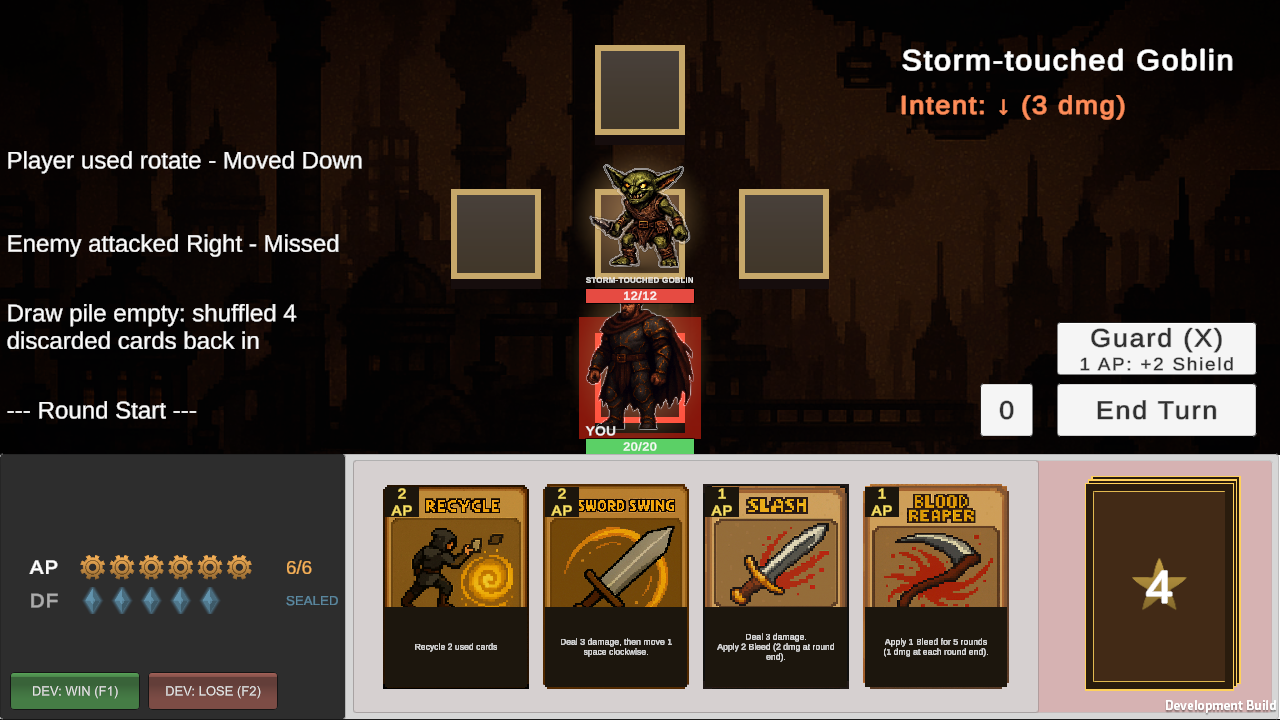 Storm-touched Goblin
Intent: ↓ (3 dmg)
Player used rotate - Moved Down
Enemy attacked Right - Missed
Draw pile empty: shuffled 4
discarded cards back in
--- Round Start ---
STORM-TOUCHED GOBLIN
12/12
YOU
20/20
Guard (X)
1 AP: +2 Shield
0
End Turn
AP
6/6
DF
SEALED
DEV: WIN (F1)
DEV: LOSE (F2)
2
AP
RECYCLE
Recycle 2 used cards
2
AP
SWORD SWING
Deal 3 damage, then move 1
space clockwise.
1
AP
SLASH
Deal 3 damage.
Apply 2 Bleed (2 dmg at round
end).
1
AP
BLOOD
REAPER
Apply 1 Bleed for 5 rounds
(1 dmg at each round end).
4
Development Build